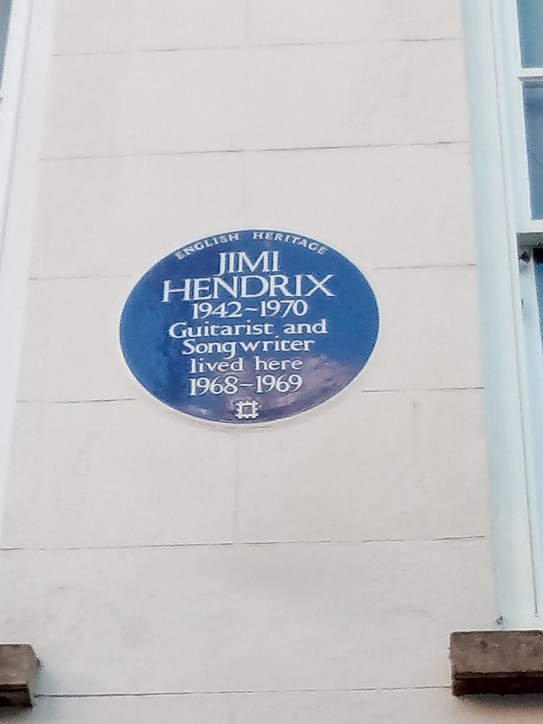 ENGLISH HERITAGE
JIMI
HENDRIX
1942~1970
Guitarist and
Songwriter
lived here
1968~1969